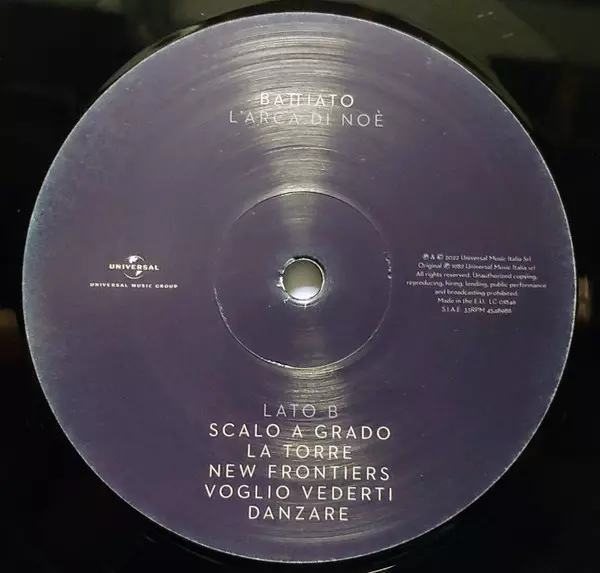 BATTIATO
L'ARCA DI NOÈ
UNIVERSAL
UNIVERSAL MUSIC GROUP
℗ & © 2022 Universal Music Italia Srl
Original ℗ 1982 Universal Music Italia srl
All rights reserved. Unauthorized copying,
reproducing, hiring, lending, public performance
and broadcasting prohibited.
Made in the E.U. LC 01846
S.I.A.E. 33RPM
LATO B
SCALO A GRADO
LA TORRE
NEW FRONTIERS
VOGLIO VEDERTI
DANZARE